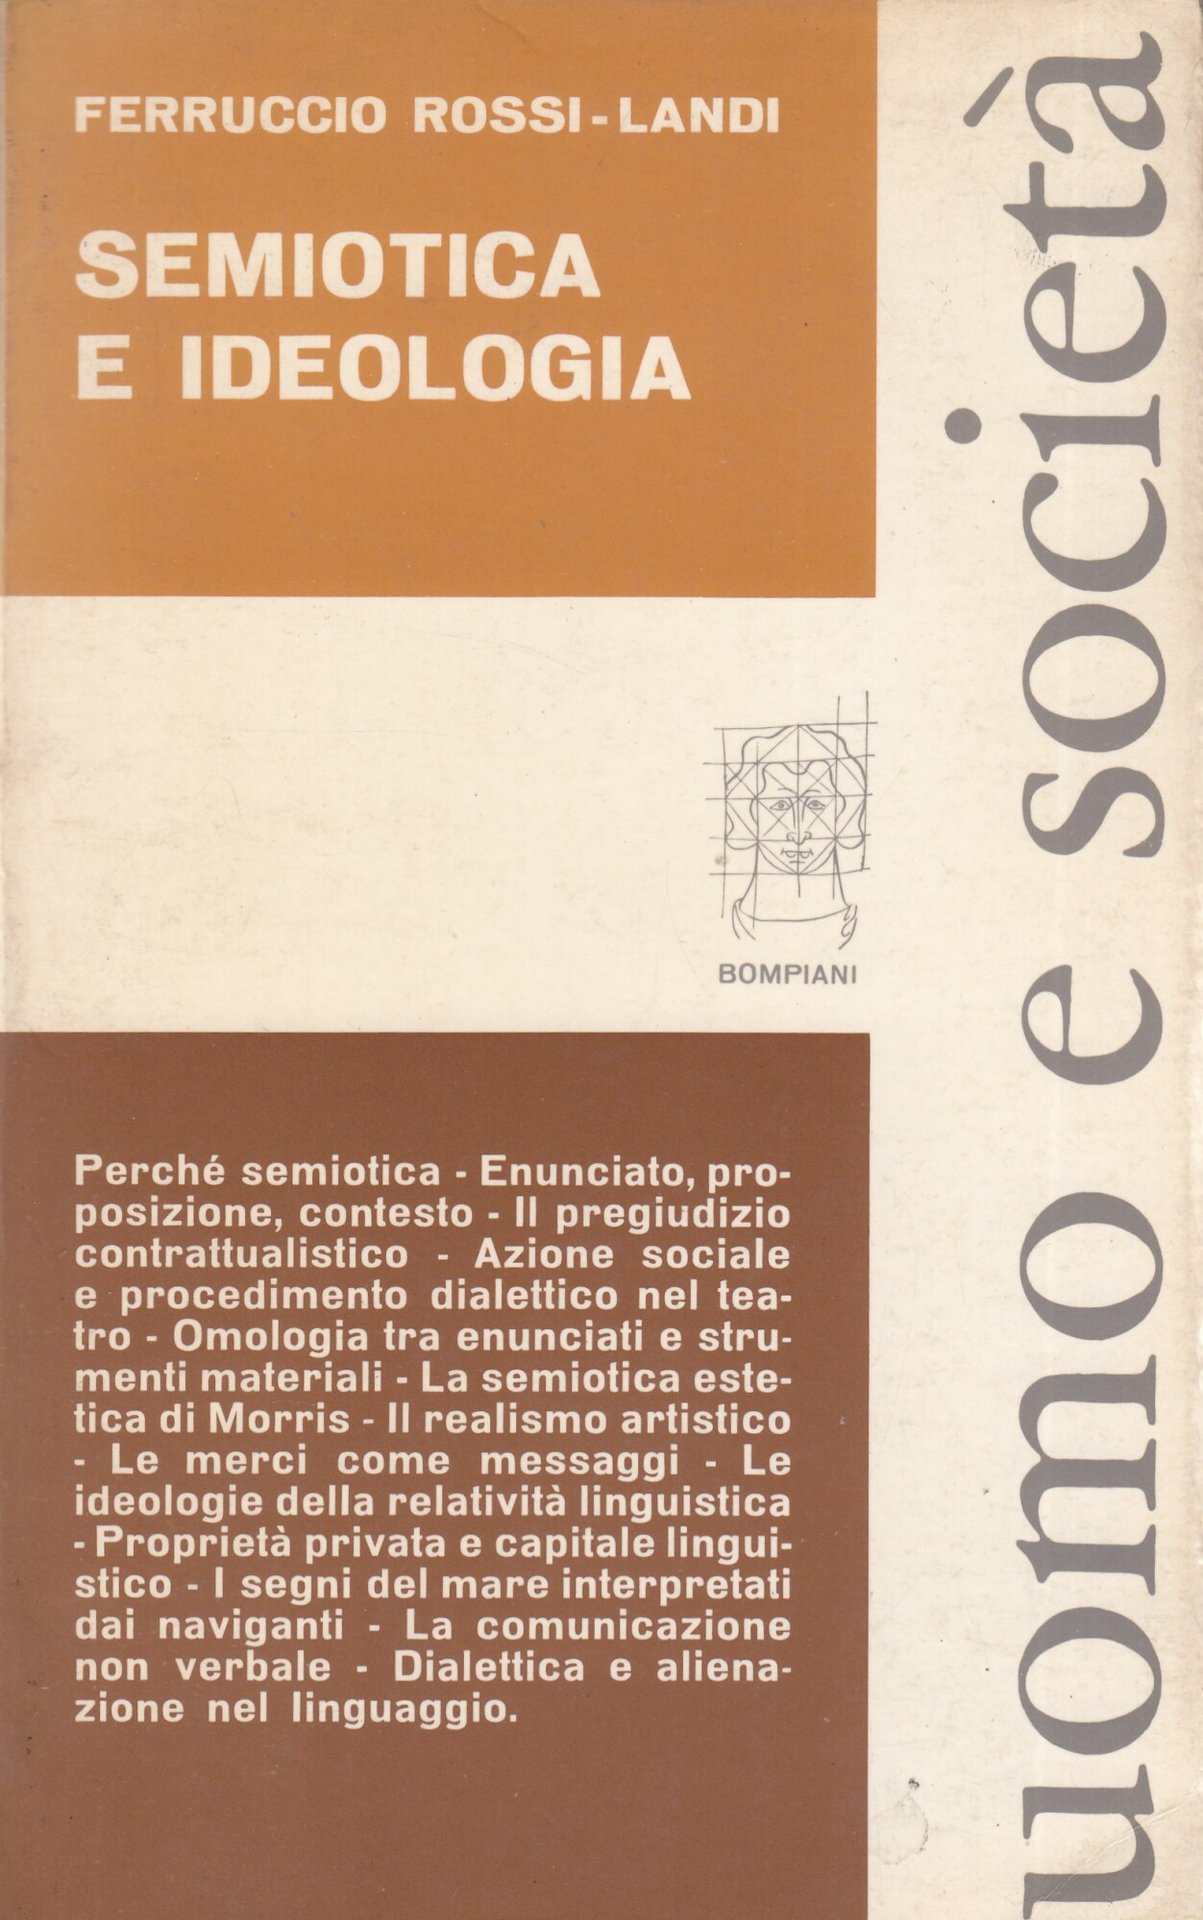 FERRUCCIO ROSSI-LANDI
SEMIOTICA
E IDEOLOGIA
BOMPIANI
Perché semiotica - Enunciato, pro-
posizione, contesto - Il pregiudizio
contrattualistico - Azione sociale
e procedimento dialettico nel tea-
tro - Omologia tra enunciati e stru-
menti materiali - La semiotica este-
tica di Morris - Il realismo artistico
- Le merci come messaggi - Le
ideologie della relatività linguistica
- Proprietà privata e capitale lingui-
stico - I segni del mare interpretati
dai naviganti - La comunicazione
non verbale - Dialettica e aliena-
zione nel linguaggio.
uomo e società